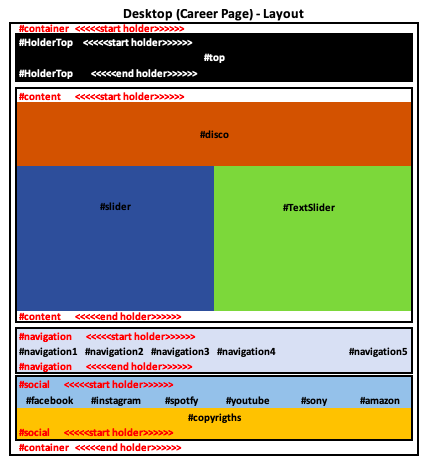 Desktop (Career Page) - Layout
#container <<<<<start holder>>>>>>
#HolderTop <<<<start holder>>>>>>
#top
#HolderTop <<<<end holder>>>>>>
#content <<<<<start holder>>>>>>
#disco
#slider #TextSlider
#content <<<<<end holder>>>>>>
#navigation <<<<<start holder>>>>>>
#navigation1 #navigation2 #navigation3 #navigation4 #navigation5
#navigation <<<<<end holder>>>>>>
#social <<<<<start holder>>>>>>
#facebook #instagram #spotfy #youtube #sony #amazon
#copyrigths
#social <<<<<start holder>>>>>>
#container <<<<end holder>>>>>>